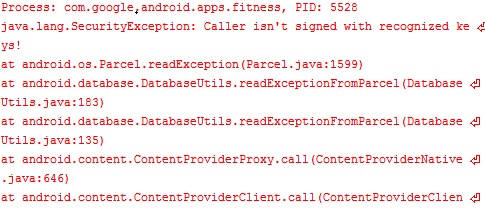 Process: com.google.android.apps.fitness, PID: 5528
java.lang.SecurityException: Caller isn't signed with recognized ke
ys!
at android.os.Parcel.readException(Parcel.java:1599)
at android.database.DatabaseUtils.readExceptionFromParcel(Database
Utils.java:183)
at android.database.DatabaseUtils.readExceptionFromParcel(Database
Utils.java:135)
at android.content.ContentProviderProxy.call(ContentProviderNative
.java:646)
at android.content.ContentProviderClient.call(ContentProviderClien